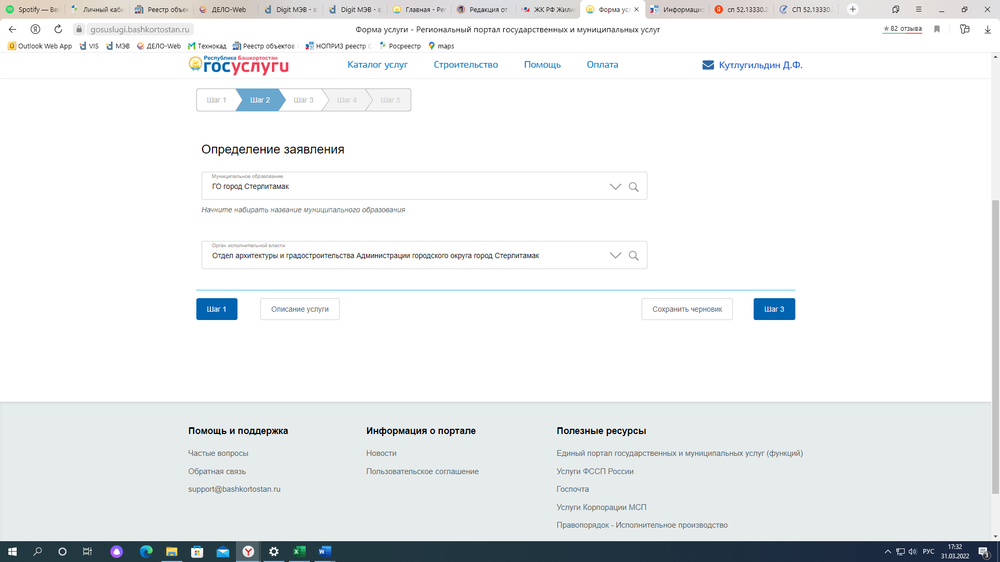 Spotify — Веб
Личный каби
Реестр объек
ДЕЛО-Web
Digit МЭВ - в
Digit МЭВ - в
Главная - Рег
Редакция от
ЖК РФ Жилищ
Форма усл
Информацис
сп 52.13330.2
СП 52.13330.2
gosuslugi.bashkortostan.ru
Форма услуги - Региональный портал государственных и муниципальных услуг
★ 82 отзыва
Outlook Web App
VIS
МЭВ
ДЕЛО-Web
Технокад
Реестр объектов
НОПРИЗ реестр С
Росреестр
maps
Республика Башкортостан
госуслуги
Каталог услуг
Строительство
Помощь
Оплата
Кутлугильдин Д.Ф.
Шаг 1
Шаг 2
Шаг 3
Шаг 4
Шаг 5
Определение заявления
Муниципальное образование
ГО город Стерлитамак
Начните набирать название муниципального образования
Орган исполнительной власти
Отдел архитектуры и градостроительства Администрации городского округа город Стерлитамак
Шаг 1
Описание услуги
Сохранить черновик
Шаг 3
Помощь и поддержка
Частые вопросы
Обратная связь
support@bashkortostan.ru
Информация о портале
Новости
Пользовательское соглашение
Полезные ресурсы
Единый портал государственных и муниципальных услуг (функций)
Услуги ФССП России
Госпочта
Услуги Корпорации МСП
Правопорядок - Исполнительное производство
РУС
17:32
31.03.2022
3